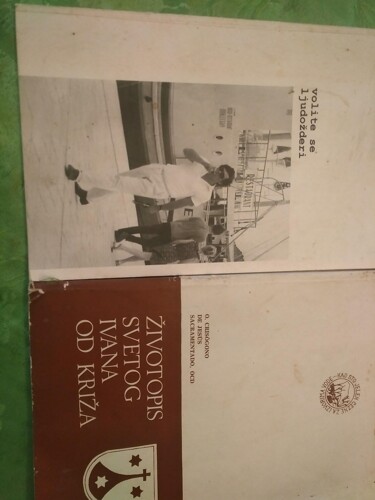 volite se
ljudožderi
O. CRISÓGONO
DE JESÚS
SACRAMENTADO, OCD
ŽIVOTOPIS
SVETOG
IVANA
OD KRIŽA